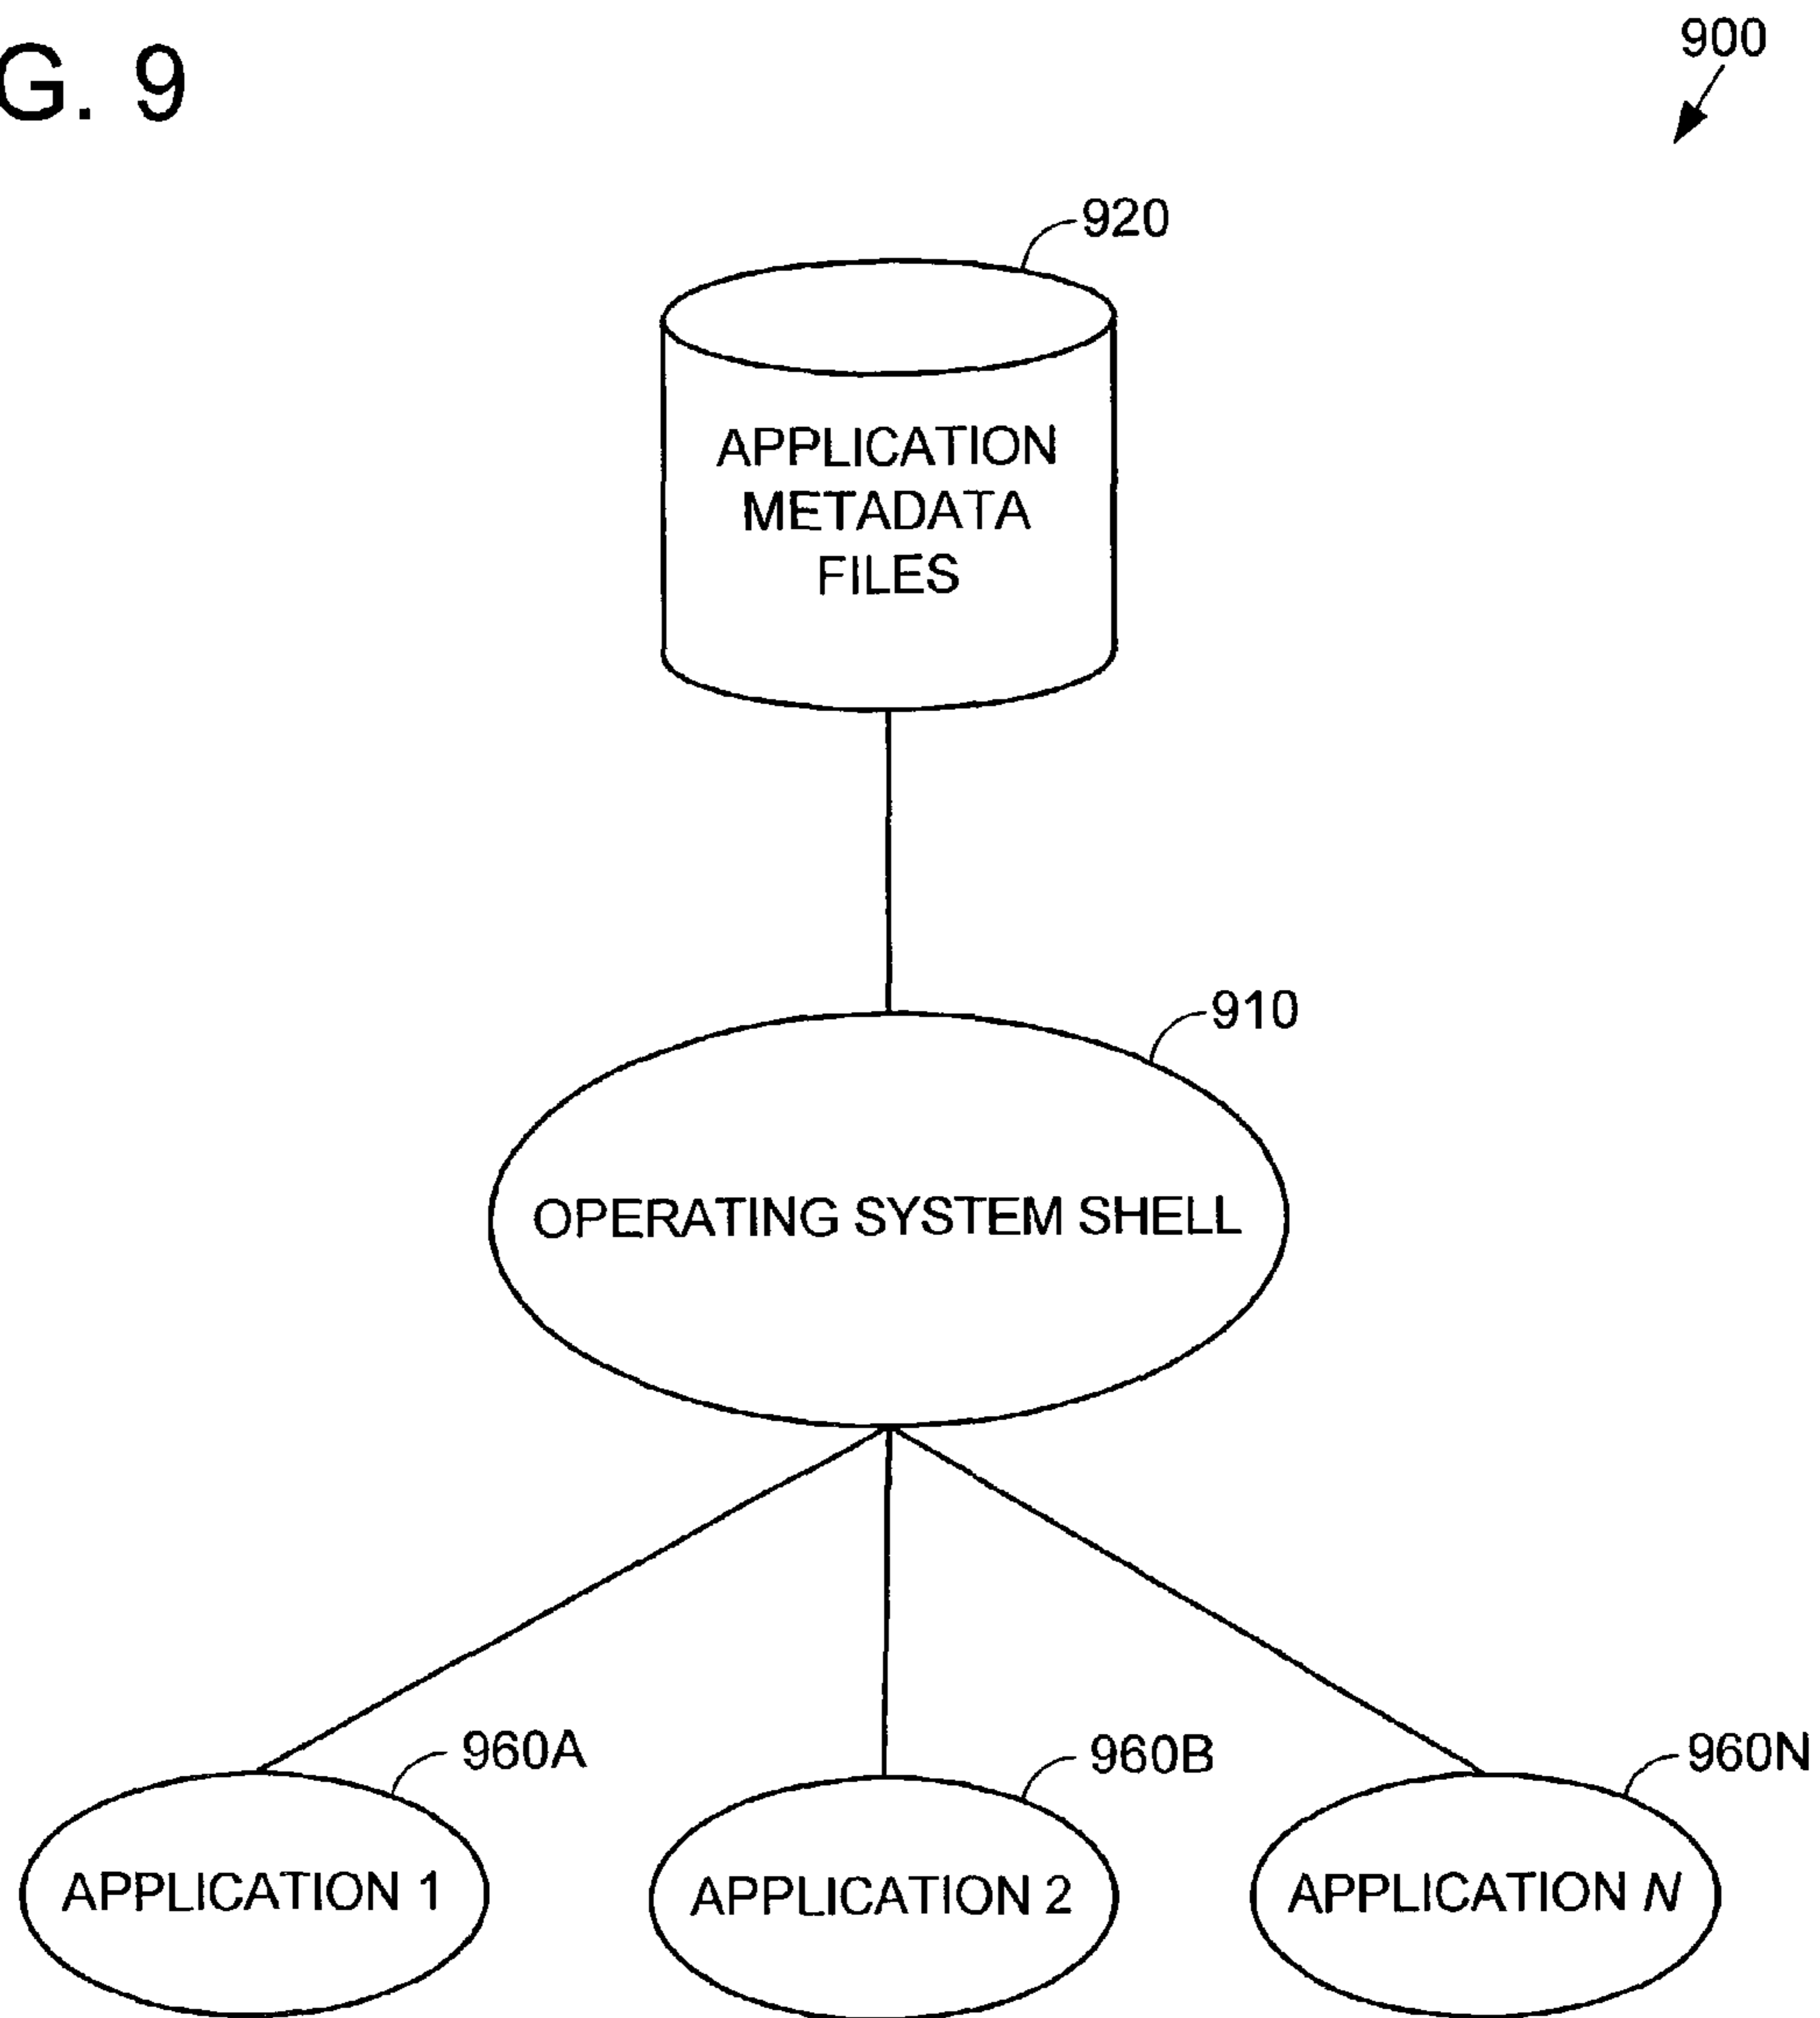 G. 9
900
920
APPLICATION
METADATA
FILES
910
OPERATING SYSTEM SHELL
960A
960B
960N
APPLICATION 1
APPLICATION 2
APPLICATION N